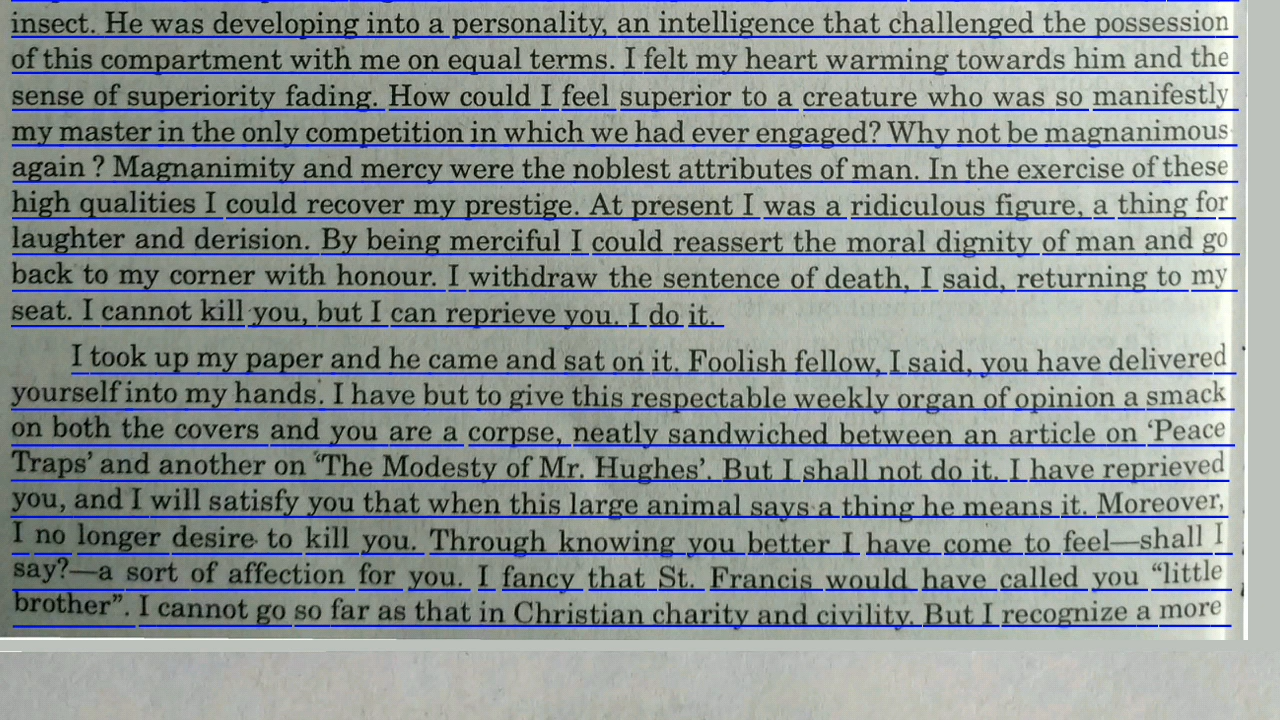 insect. He was developing into a personality, an intelligence that challenged the possession
of this compartment with me on equal terms. I felt my heart warming towards him and the
sense of superiority fading. How could I feel superior to a creature who was so manifestly
my master in the only competition in which we had ever engaged? Why not be magnanimous
again ? Magnanimity and mercy were the noblest attributes of man. In the exercise of these
high qualities I could recover my prestige. At present I was a ridiculous figure, a thing for
laughter and derision. By being merciful I could reassert the moral dignity of man and go
back to my corner with honour. I withdraw the sentence of death, I said, returning to my
seat. I cannot kill you, but I can reprieve you. I do it.
I took up my paper and he came and sat on it. Foolish fellow, I said, you have delivered
yourself into my hands. I have but to give this respectable weekly organ of opinion a smack
on both the covers and you are a corpse, neatly sandwiched between an article on ‘Peace
Traps’ and another on ‘The Modesty of Mr. Hughes’. But I shall not do it. I have reprieved
you, and I will satisfy you that when this large animal says a thing he means it. Moreover,
I no longer desire to kill you. Through knowing you better I have come to feel—shall I
say?—a sort of affection for you. I fancy that St. Francis would have called you “little
brother”. I cannot go so far as that in Christian charity and civility. But I recognize a more